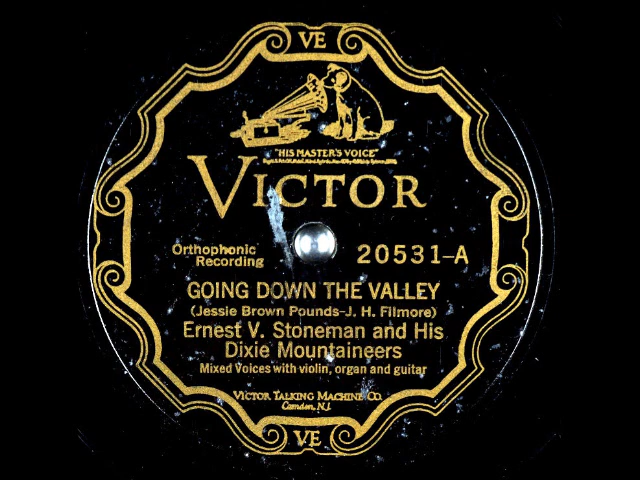 VE
"HIS MASTER'S VOICE"
VICTOR
Orthophonic
Recording
20531-A
GOING DOWN THE VALLEY
(Jessie Brown Pounds-J. H. Filmore)
Ernest V. Stoneman and His
Dixie Mountaineers
Mixed Voices with violin, organ and guitar
VICTOR TALKING MACHINE CO.
Camden, N.J.
VE